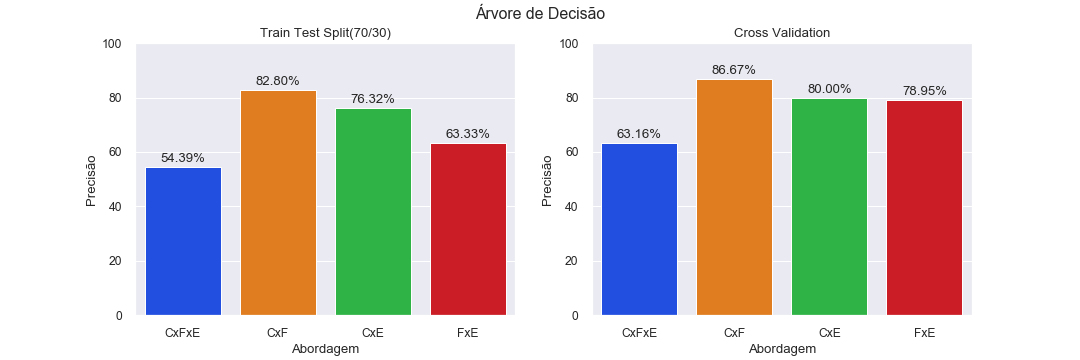 Árvore de Decisão
Train Test Split(70/30)
100
80
60
40
20
0
Precisão
54.39%
82.80%
76.32%
63.33%
CxFxE
CxF
CxE
FxE
Abordagem
Cross Validation
100
80
60
40
20
0
Precisão
63.16%
86.67%
80.00%
78.95%
CxFxE
CxF
CxE
FxE
Abordagem